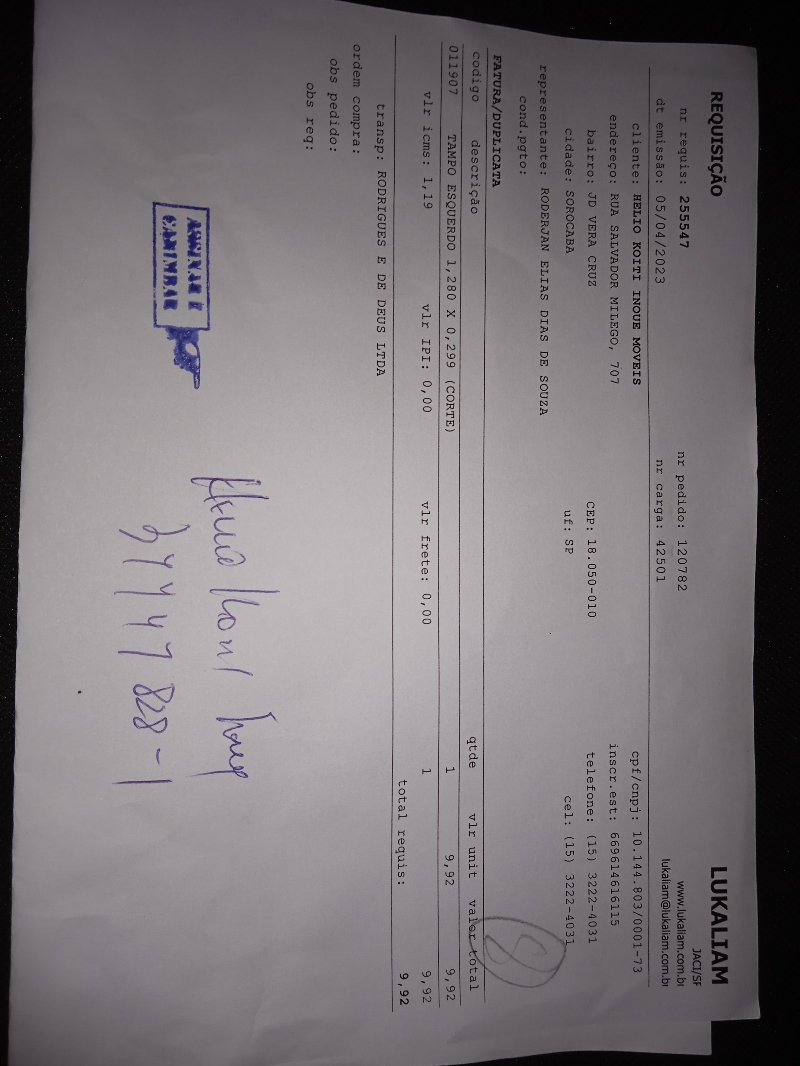 REQUISIÇÃO
LUKALIAM
JACI/SP
nr requis: 255547 nr pedido: 120782 www.lukaliam.com.br
dt emissão: 05/04/2023 nr carga: 42501 lukaliam@lukaliam.com.br
cliente: HELIO KOITI INOUE MOVEIS cpf/cnpj: 10.144.803/0001-73
endereço: RUA SALVADOR MILEGO, 707 inscr.est: 669614616115
bairro: JD VERA CRUZ CEP: 18.050-010 telefone: (15) 3222-4031
cidade: SOROCABA uf: SP cel: (15) 3222-4031
representante: RODERJAN ELIAS DIAS DE SOUZA
cond.pgto:
FATURA/DUPLICATA
8
codigo descrição qtde vlr unit valor total
011907 TAMPO ESQUERDO 1,280 X 0,299 (CORTE) 1 9,92 9,92
vlr icms: 1,19 vlr IPI: 0,00 vlr frete: 0,00 1 9,92
total requis: 9,92
transp: RODRIGUES E DE DEUS LTDA
ordem compra:
obs pedido:
obs req:
ASSINAR E
CARIMBAR
828-1